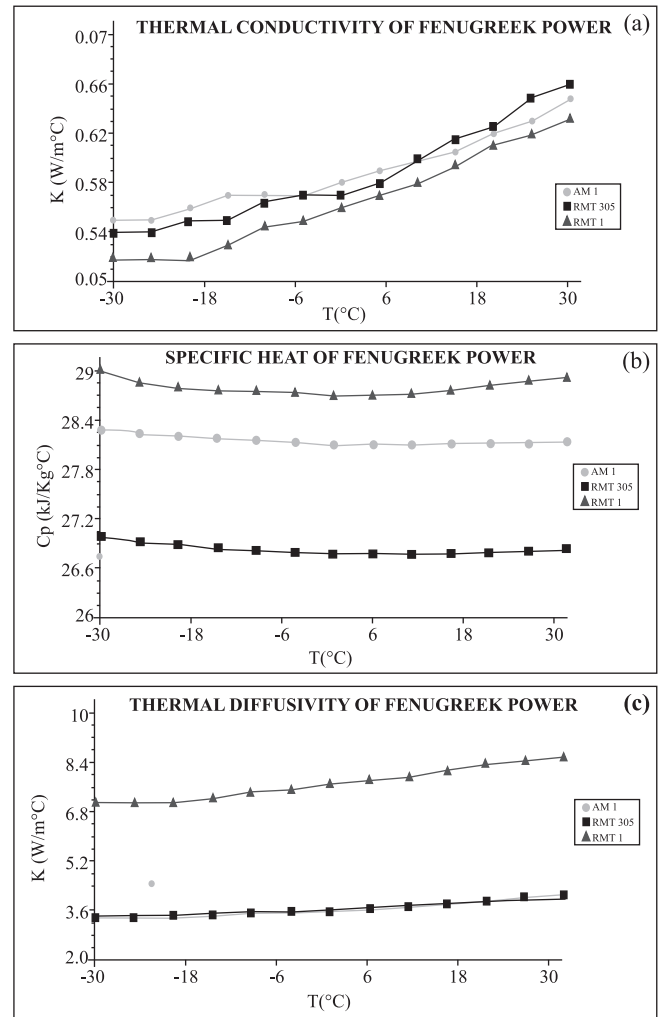 THERMAL CONDUCTIVITY OF FENUGREEK POWER
(a)
0.07
0.66
0.62
0.58
0.54
0.05
K (W/m°C)
-30 -18 -6 6 18 30
T(°C)
AM 1
RMT 305
RMT 1
SPECIFIC HEAT OF FENUGREEK POWER
(b)
29
28.4
27.8
27.2
26.6
26
Cp (kJ/Kg°C)
-30 -18 -6 6 18 30
T(°C)
AM 1
RMT 305
RMT 1
THERMAL DIFFUSIVITY OF FENUGREEK POWER
(c)
10
8.4
6.8
5.2
3.6
2.0
K (W/m°C)
-30 -18 -6 6 18 30
T(°C)
AM 1
RMT 305
RMT 1